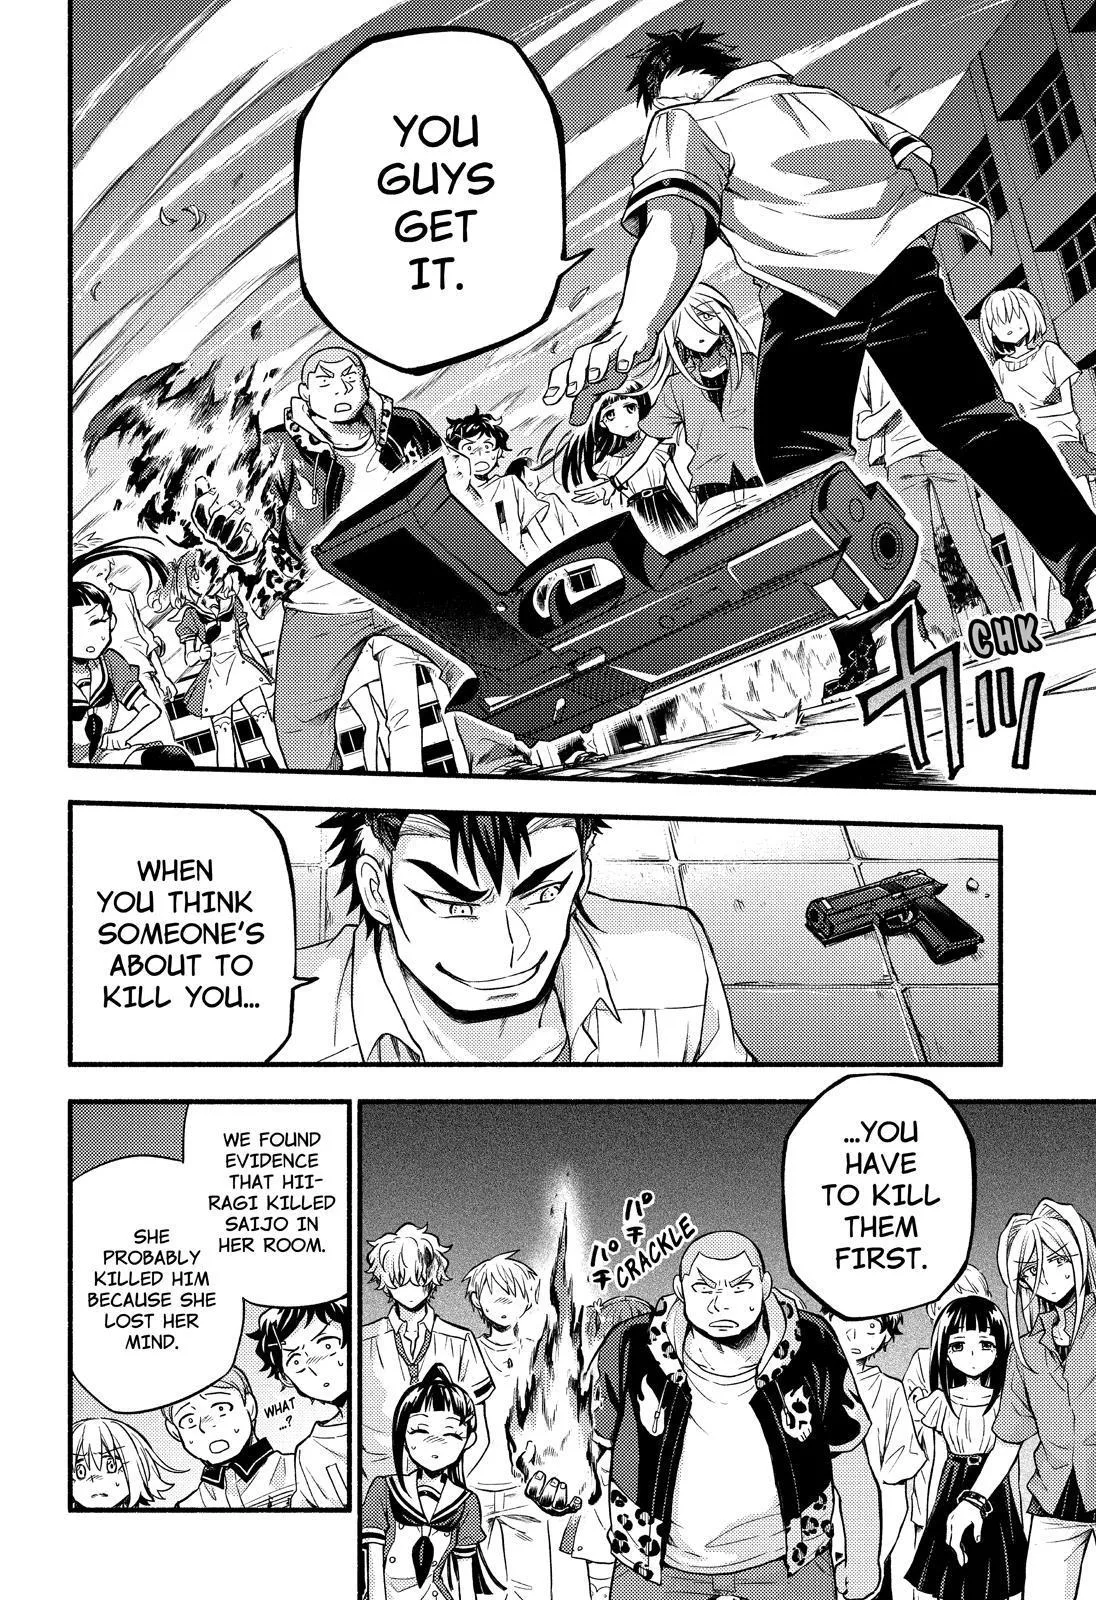 YOU
GUYS
GET
IT.
CHK
カッ
WHEN
YOU THINK
SOMEONE'S
ABOUT TO
KILL YOU...
...YOU
HAVE
TO KILL
THEM
FIRST.
パチパチ
CRACKLE
WE FOUND
EVIDENCE
THAT HII-
RAGI KILLED
SAIJO IN
HER ROOM.
SHE
PROBABLY
KILLED HIM
BECAUSE SHE
LOST HER
MIND.
WHAT
...?